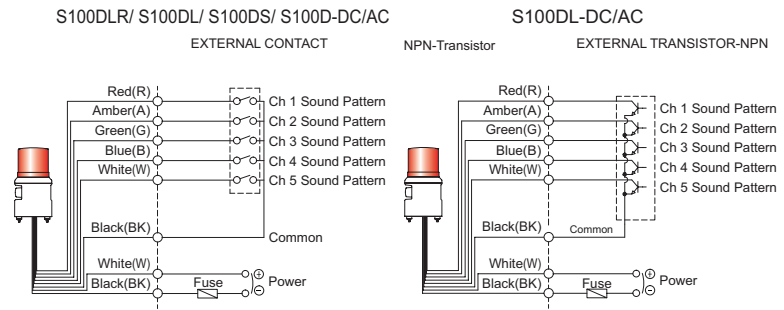 S100DLR/ S100DL/ S100DS/ S100D-DC/AC
EXTERNAL CONTACT
Red(R)
Amber(A)
Green(G)
Blue(B)
White(W)
Ch 1 Sound Pattern
Ch 2 Sound Pattern
Ch 3 Sound Pattern
Ch 4 Sound Pattern
Ch 5 Sound Pattern
Black(BK)
Common
White(W)
Black(BK)
Fuse
⊕
⊖
Power
S100DL-DC/AC
NPN-Transistor
EXTERNAL TRANSISTOR-NPN
Red(R)
Amber(A)
Green(G)
Blue(B)
White(W)
Ch 1 Sound Pattern
Ch 2 Sound Pattern
Ch 3 Sound Pattern
Ch 4 Sound Pattern
Ch 5 Sound Pattern
Black(BK)
Common
White(W)
Black(BK)
Fuse
⊕
⊖
Power